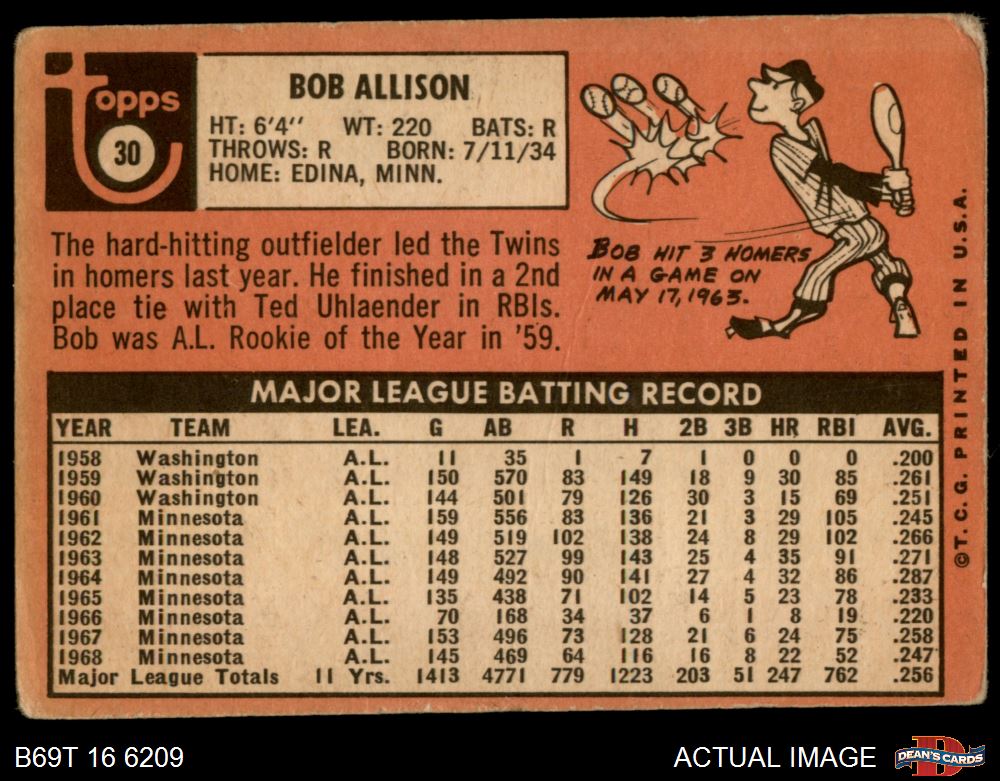 topps
30
BOB ALLISON
HT: 6'4" WT: 220 BATS: R
THROWS: R BORN: 7/11/34
HOME: EDINA, MINN.
The hard-hitting outfielder led the Twins
in homers last year. He finished in a 2nd
place tie with Ted Uhlaender in RBIs.
Bob was A.L. Rookie of the Year in '59.
BOB HIT 3 HOMERS
IN A GAME ON
MAY 17, 1963.
MAJOR LEAGUE BATTING RECORD
YEAR TEAM LEA. G AB R H 2B 3B HR RBI AVG.
1958 Washington A.L. 11 35 1 7 1 0 0 0 .200
1959 Washington A.L. 150 570 83 149 18 9 30 85 .261
1960 Washington A.L. 144 501 79 126 30 3 15 69 .251
1961 Minnesota A.L. 159 556 83 136 21 3 29 105 .245
1962 Minnesota A.L. 149 519 102 138 24 8 29 102 .266
1963 Minnesota A.L. 148 527 99 143 25 4 35 91 .271
1964 Minnesota A.L. 149 492 90 141 27 4 32 86 .287
1965 Minnesota A.L. 135 438 71 102 14 5 23 78 .233
1966 Minnesota A.L. 70 168 34 37 6 1 8 19 .220
1967 Minnesota A.L. 153 496 73 128 21 6 24 75 .258
1968 Minnesota A.L. 145 469 64 116 16 8 22 52 .247
Major League Totals 11 Yrs. 1413 4771 779 1223 203 51 247 762 .256
©T.C.G. PRINTED IN U.S.A.
B69T 16 6209
ACTUAL IMAGE
DEAN'S CARDS